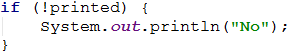 if (!printed) {
    System.out.println("No");
}